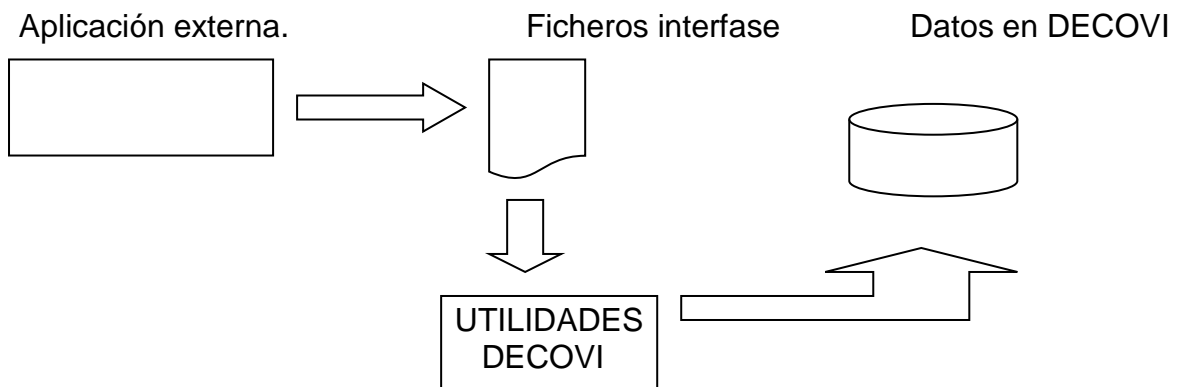 Aplicación externa.
Ficheros interfase
Datos en DECOVI
UTILIDADES
DECOVI